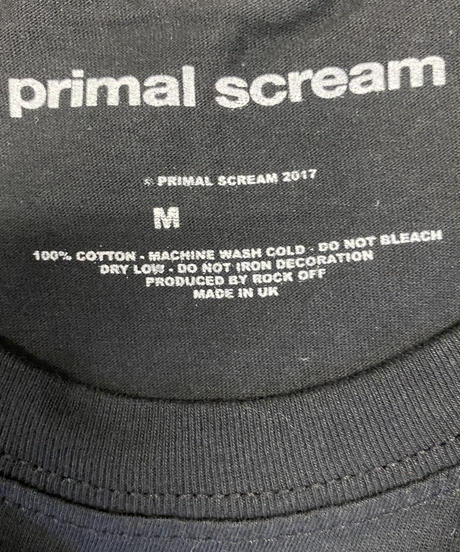 primal scream
© PRIMAL SCREAM 2017
M
100% COTTON - MACHINE WASH COLD - DO NOT BLEACH
DRY LOW - DO NOT IRON DECORATION
PRODUCED BY ROCK OFF
MADE IN UK